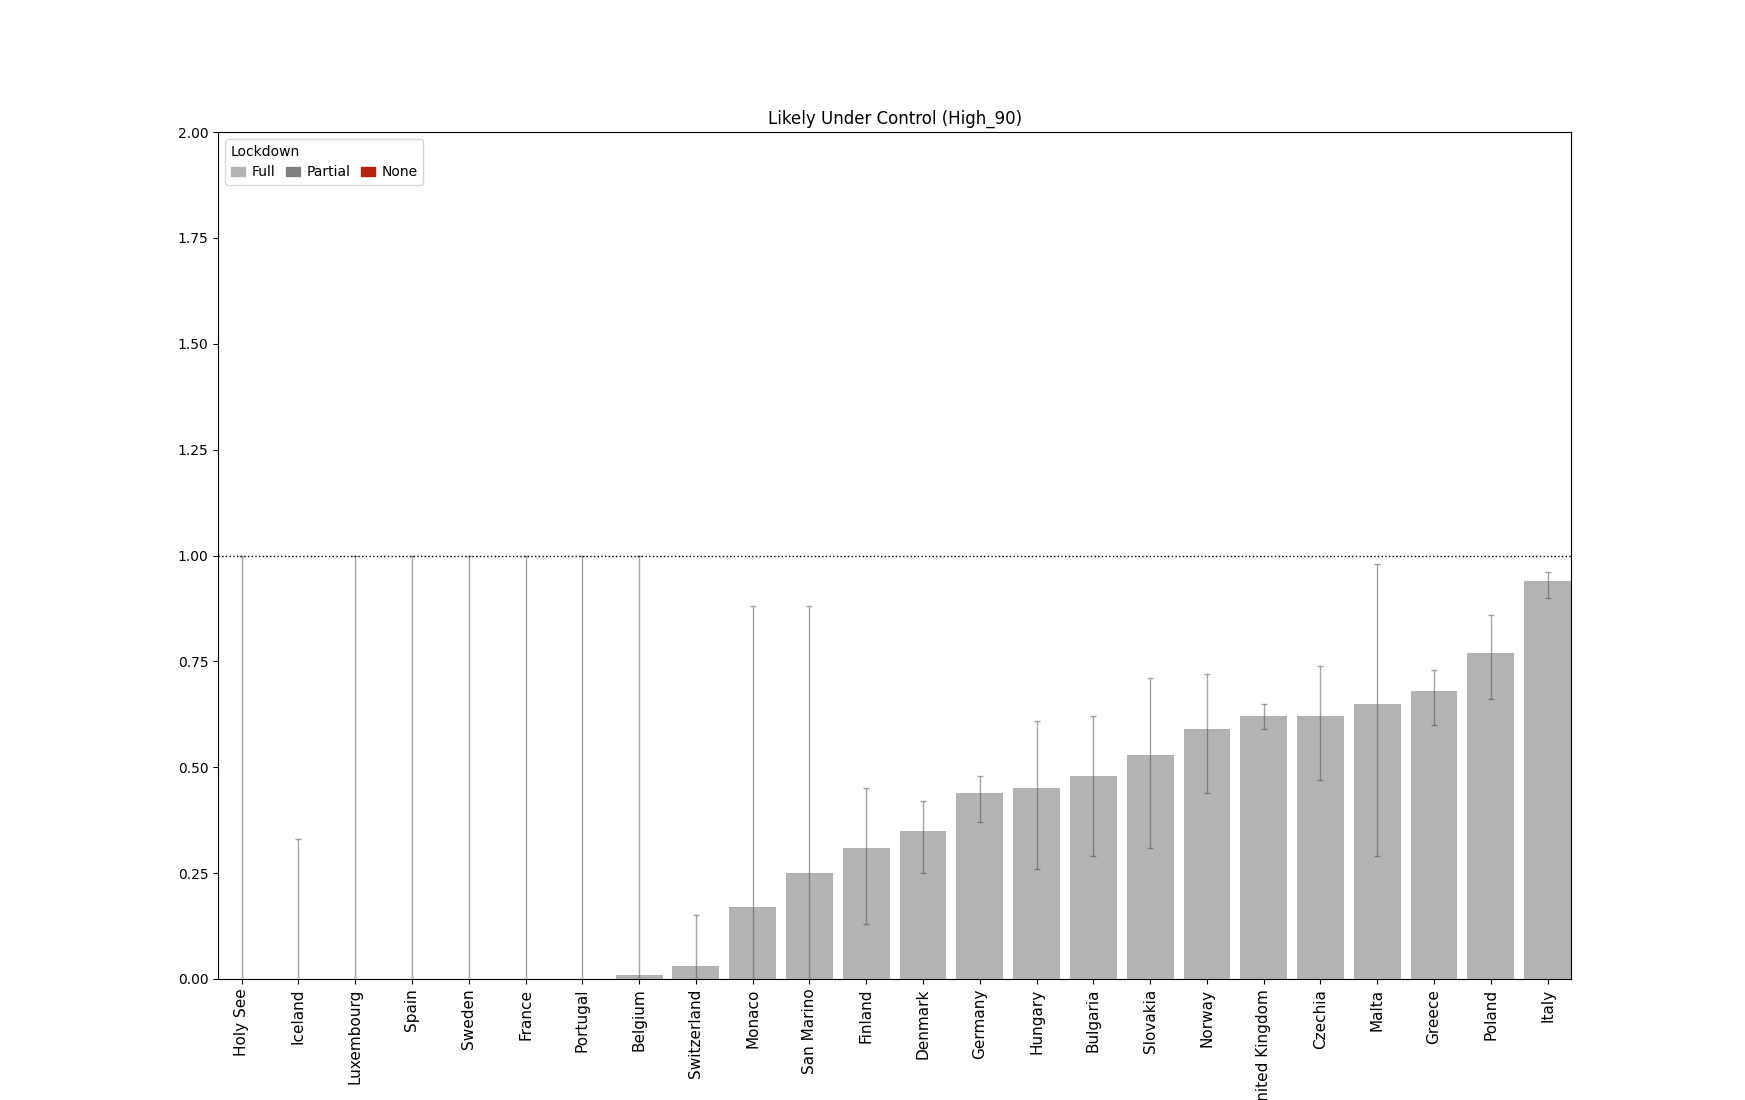 Likely Under Control (High_90)
2.00
Lockdown
Full Partial None
1.75
1.50
1.25
1.00
0.75
0.50
0.25
0.00
Holy See
Iceland
Luxembourg
Spain
Sweden
France
Portugal
Belgium
Switzerland
Monaco
San Marino
Finland
Denmark
Germany
Hungary
Bulgaria
Slovakia
Norway
nited Kingdom
Czechia
Malta
Greece
Poland
Italy